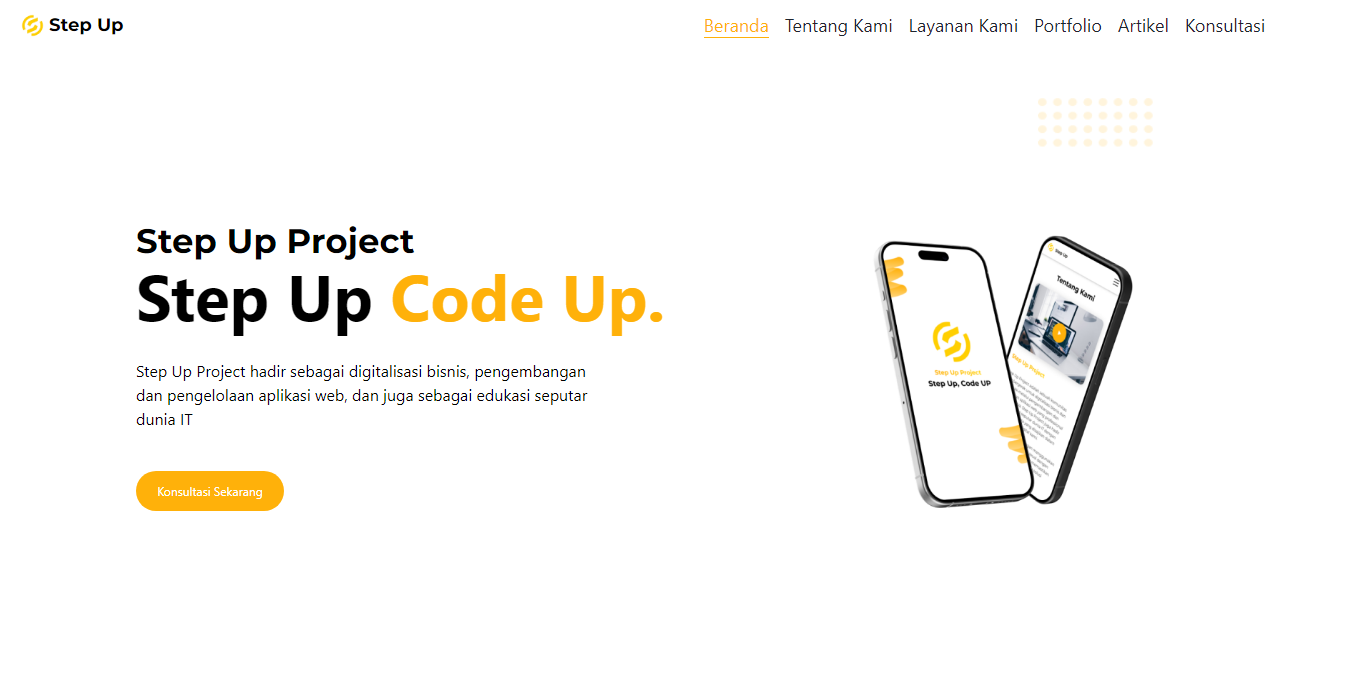 Step Up
Beranda Tentang Kami Layanan Kami Portfolio Artikel Konsultasi
Step Up Project
Step Up Code Up.
Step Up Project hadir sebagai digitalisasi bisnis, pengembangan
dan pengelolaan aplikasi web, dan juga sebagai edukasi seputar
dunia IT
Konsultasi Sekarang
Step Up Project
Step Up, Code UP
Step Up
Tentang Kami
Step Up Project